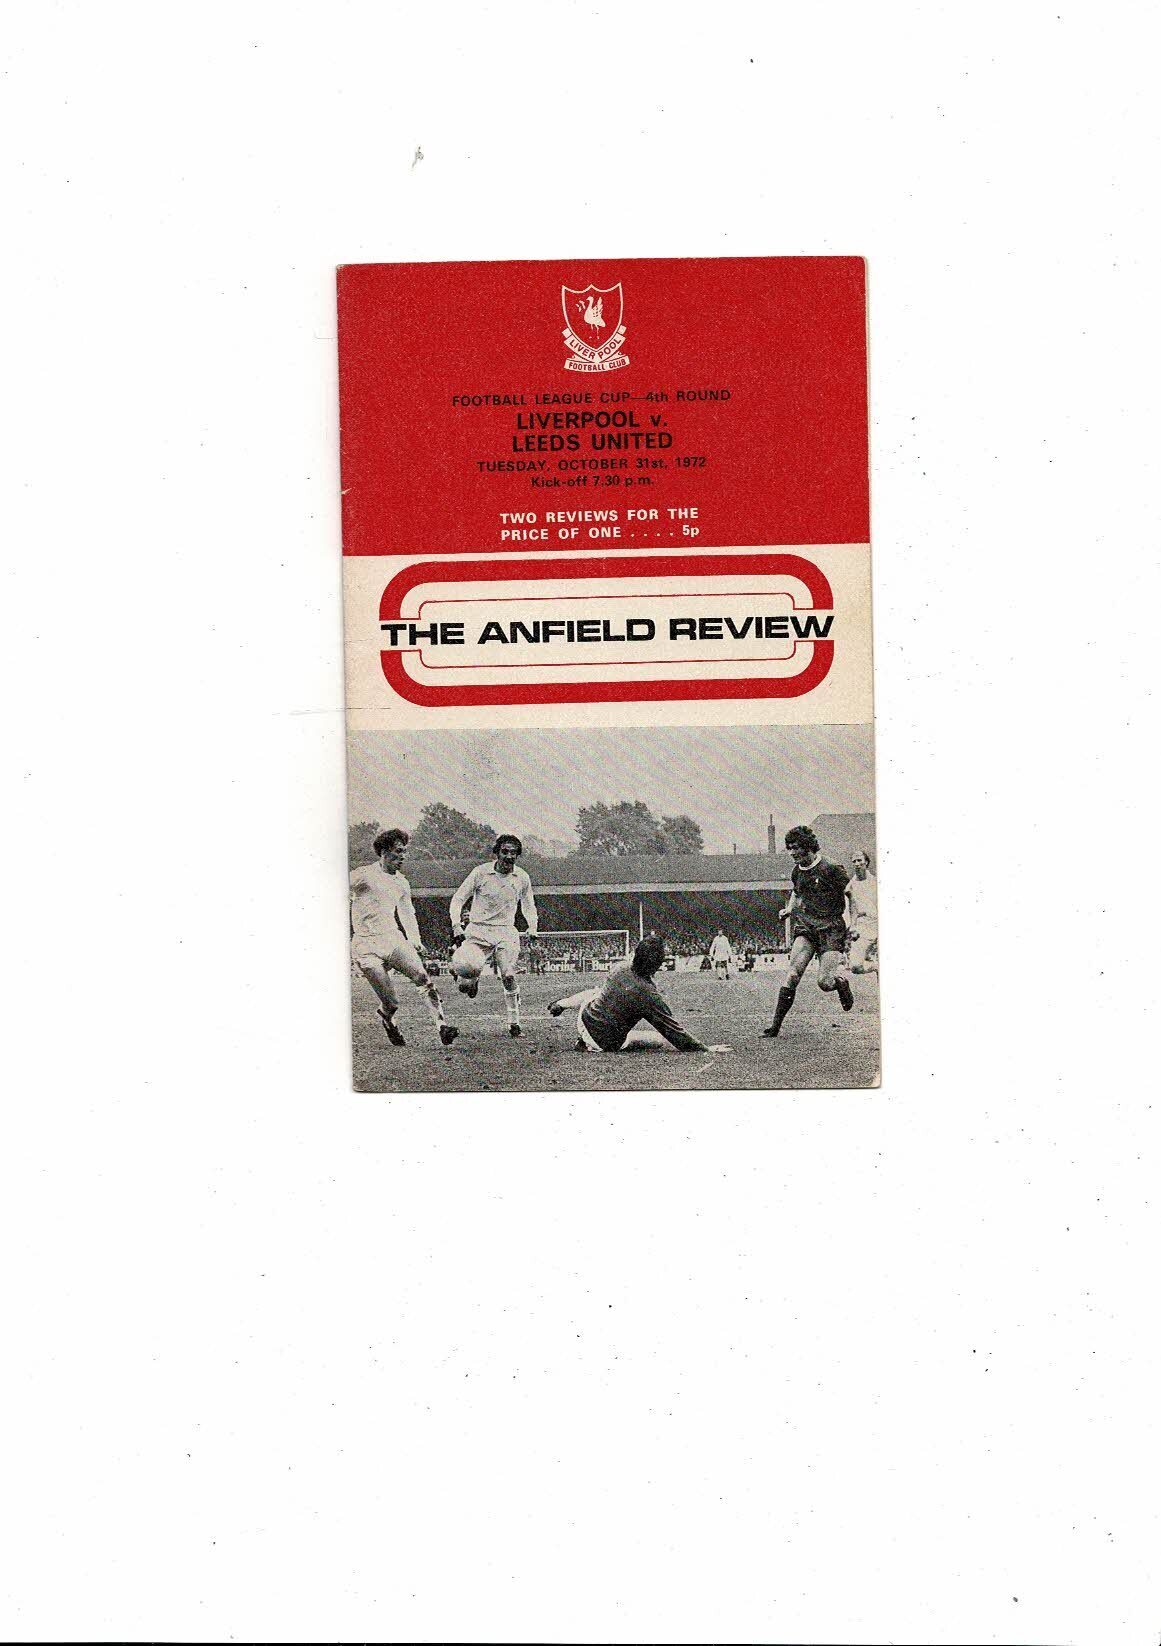 LIVERPOOL
FOOTBALL CLUB
FOOTBALL LEAGUE CUP—4th ROUND
LIVERPOOL v.
LEEDS UNITED
TUESDAY, OCTOBER 31st, 1972
Kick-off 7.30 p.m.
TWO REVIEWS FOR THE
PRICE OF ONE . . . . 5p
THE ANFIELD REVIEW